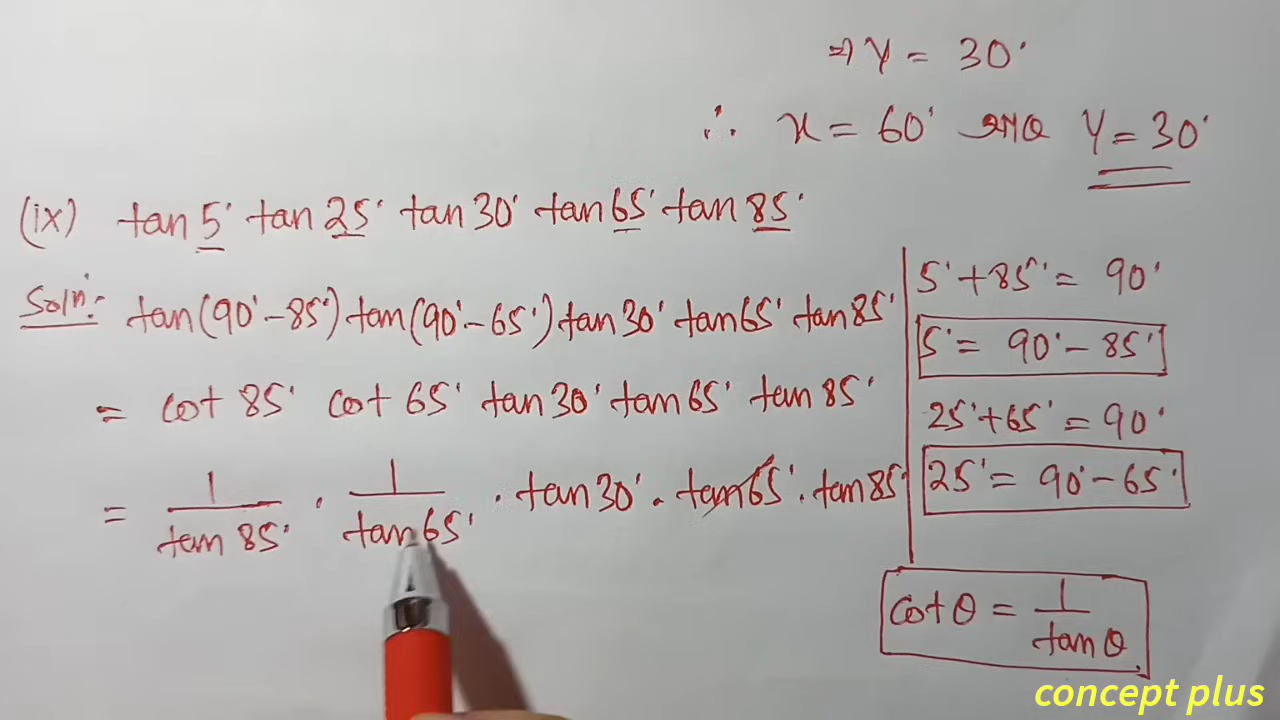 ⇒ Y = 30°
∴ x = 60° আৰু Y = 30°
(ix) tan 5° tan 25° tan 30° tan 65° tan 85°
Soln:- tan(90°-85°) tan(90°-65°) tan 30° tan 65° tan 85°
= cot 85° cot 65° tan 30° tan 65° tan 85°
= 1/tan 85° · 1/tan 65° · tan 30° · tan 65° · tan 85°
5° + 85° = 90°
5° = 90° - 85°
25° + 65° = 90°
25° = 90° - 65°
cot θ = 1/tan θ
concept plus